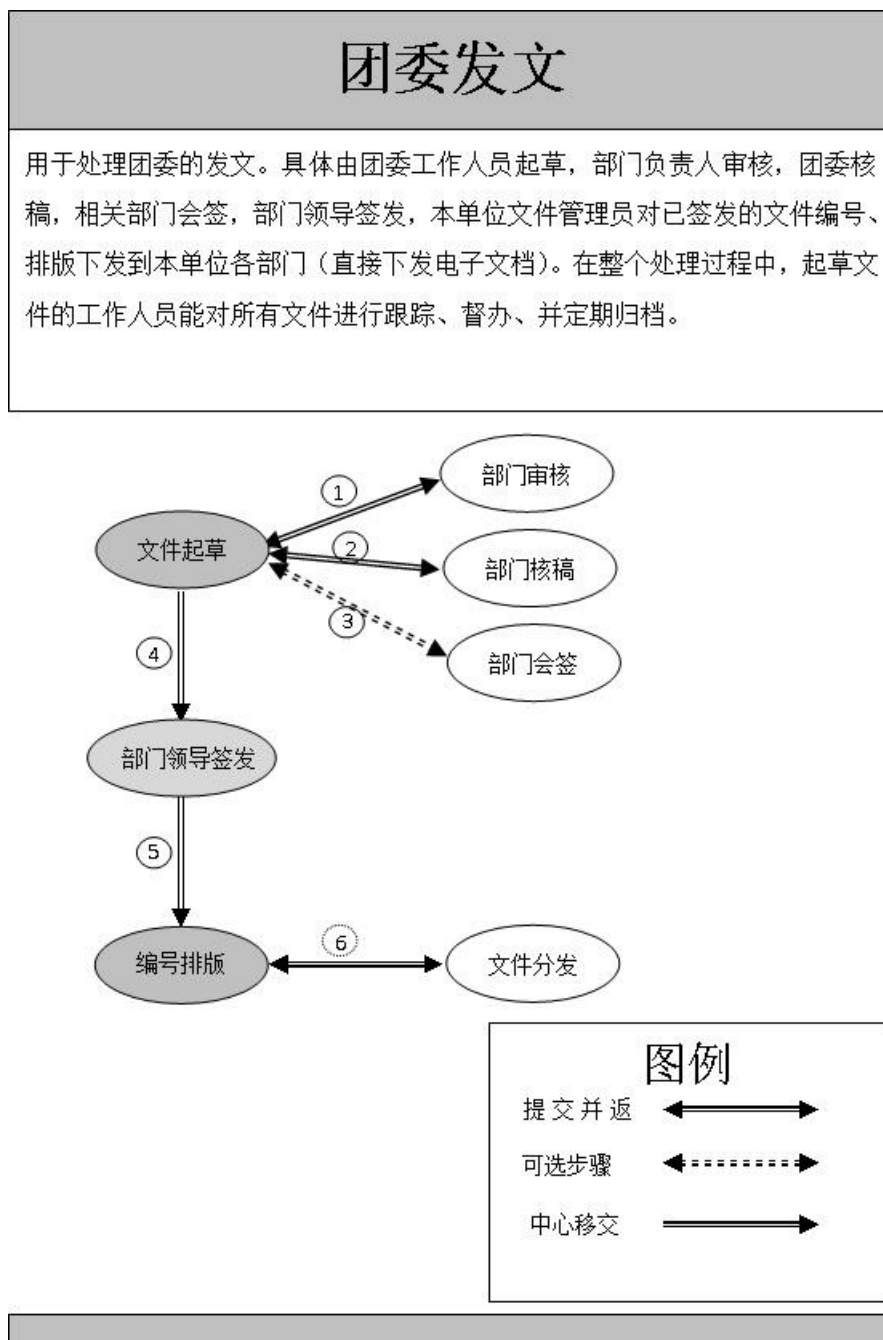 团委发文
用于处理团委的发文。具体由团委工作人员起草，部门负责人审核，团委核
稿，相关部门会签，部门领导签发，本单位文件管理员对已签发的文件编号、
排版下发到本单位各部门（直接下发电子文档）。在整个处理过程中，起草文
件的工作人员能对所有文件进行跟踪、督办、并定期归档。
部门审核
1
文件起草
2
部门核稿
3
部门会签
4
部门领导签发
5
编号排版
6
文件分发
图例
提交并返
可选步骤
中心移交